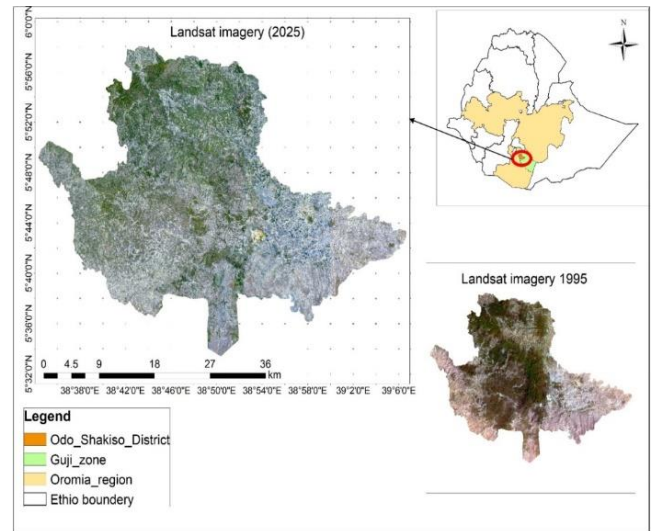 Landsat imagery (2025)
6°0'0"N
5°56'0"N
5°52'0"N
5°48'0"N
5°44'0"N
5°40'0"N
5°36'0"N
5°32'0"N
0 4.5 9 18 27 36
km
38°38'0"E 38°42'0"E 38°46'0"E 38°50'0"E 38°54'0"E 38°58'0"E 39°2'0"E 39°6'0"E
N
Landsat imagery 1995
Legend
Odo_Shakiso_District
Guji_zone
Oromia_region
Ethio boundery